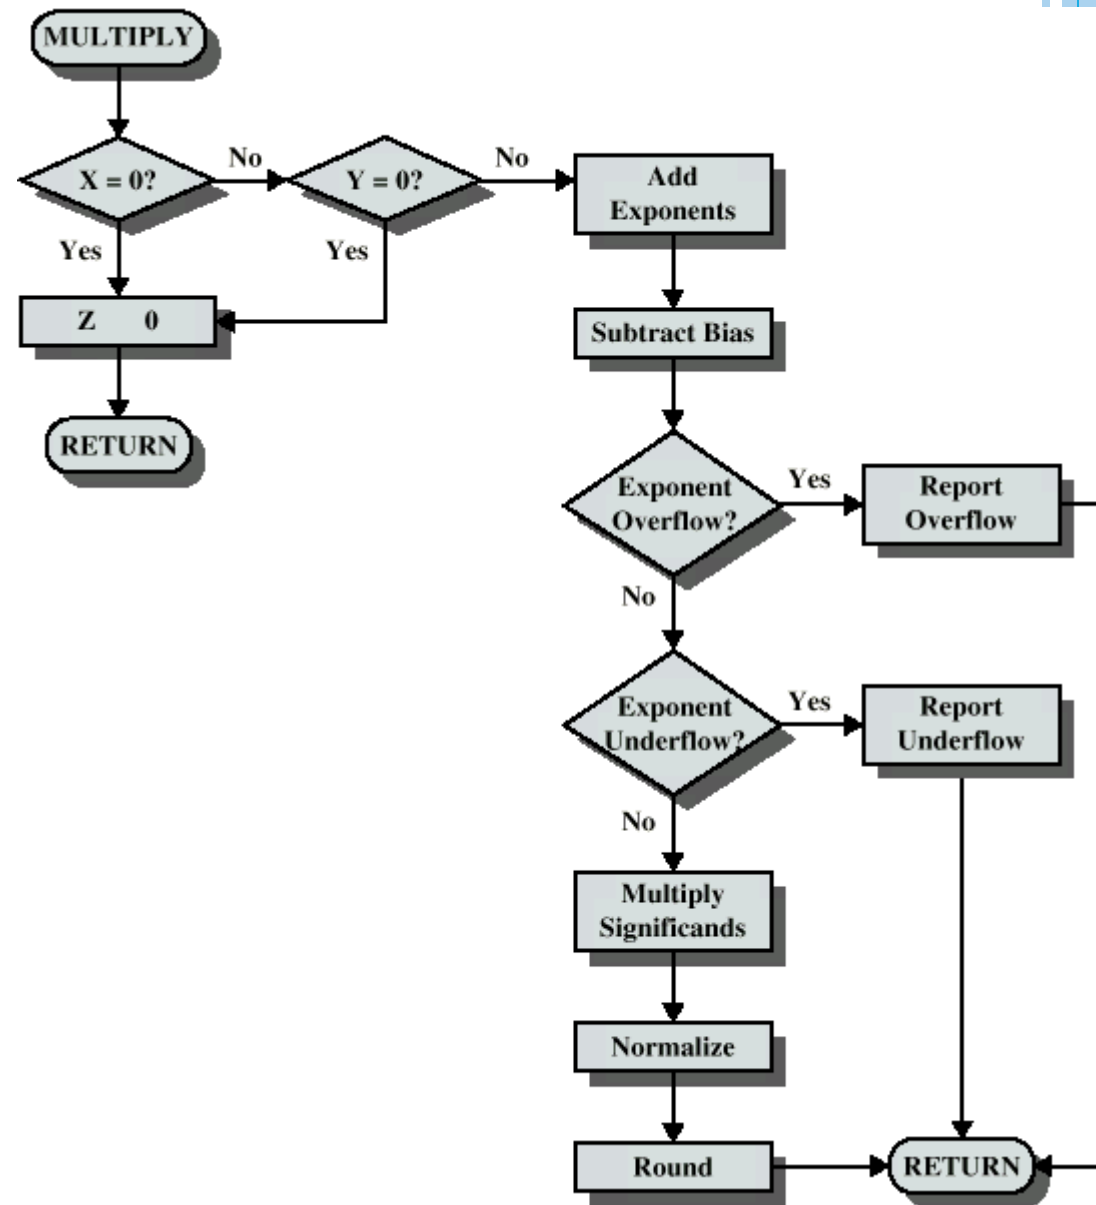 MULTIPLY
X = 0?
No
Y = 0?
No
Add
Exponents
Yes
Yes
Z 0
Subtract Bias
RETURN
Exponent
Overflow?
Yes
Report
Overflow
No
Exponent
Underflow?
Yes
Report
Underflow
No
Multiply
Significands
Normalize
Round
RETURN